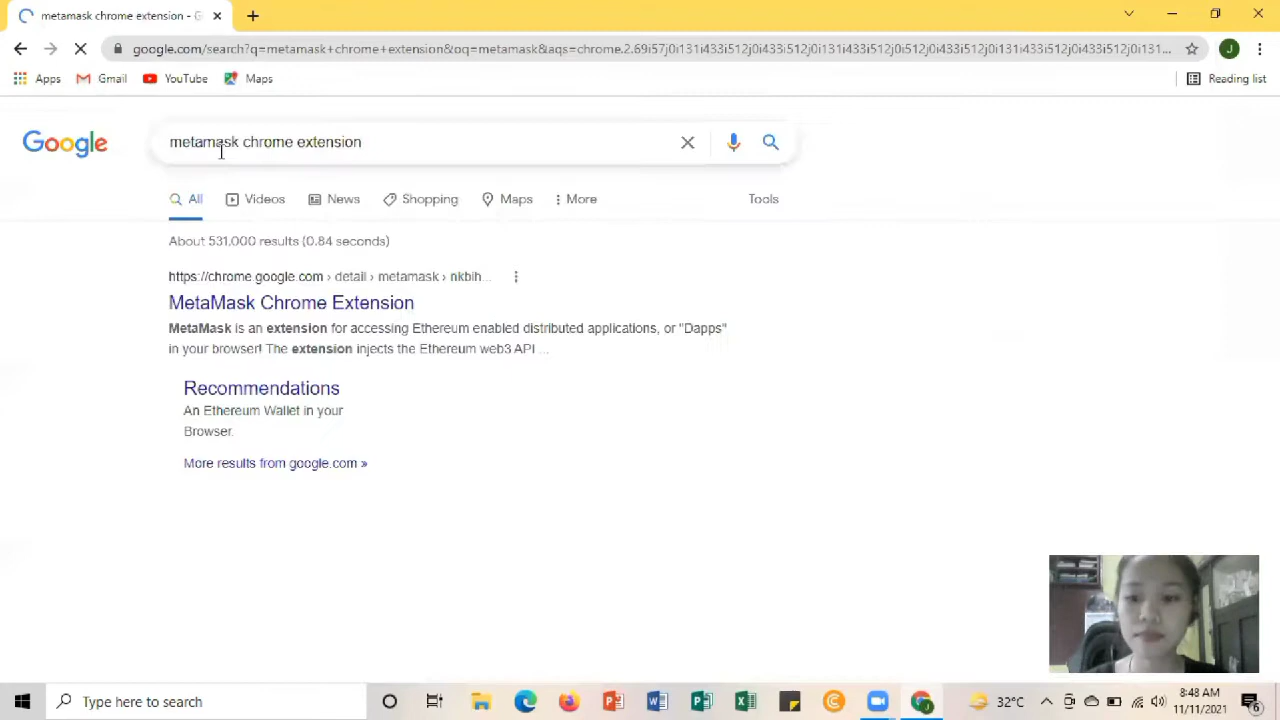 metamask chrome extension - G
google.com/search?q=metamask+chrome+extension&oq=metamask&aqs=chrome.2.69i57j0i131i433i512j0i131i433i512j0i512j0i131i433i512j0i512j0i131i433i512j0i131...
J
Apps Gmail YouTube Maps Reading list
Google metamask chrome extension
All Videos News Shopping Maps More Tools
About 531,000 results (0.84 seconds)
https://chrome.google.com › detail › metamask › nkbih...
MetaMask Chrome Extension
MetaMask is an extension for accessing Ethereum enabled distributed applications, or "Dapps"
in your browser! The extension injects the Ethereum web3 API ...
Recommendations
An Ethereum Wallet in your
Browser.
More results from google.com »
Type here to search 32°C 8:48 AM
11/11/2021 6